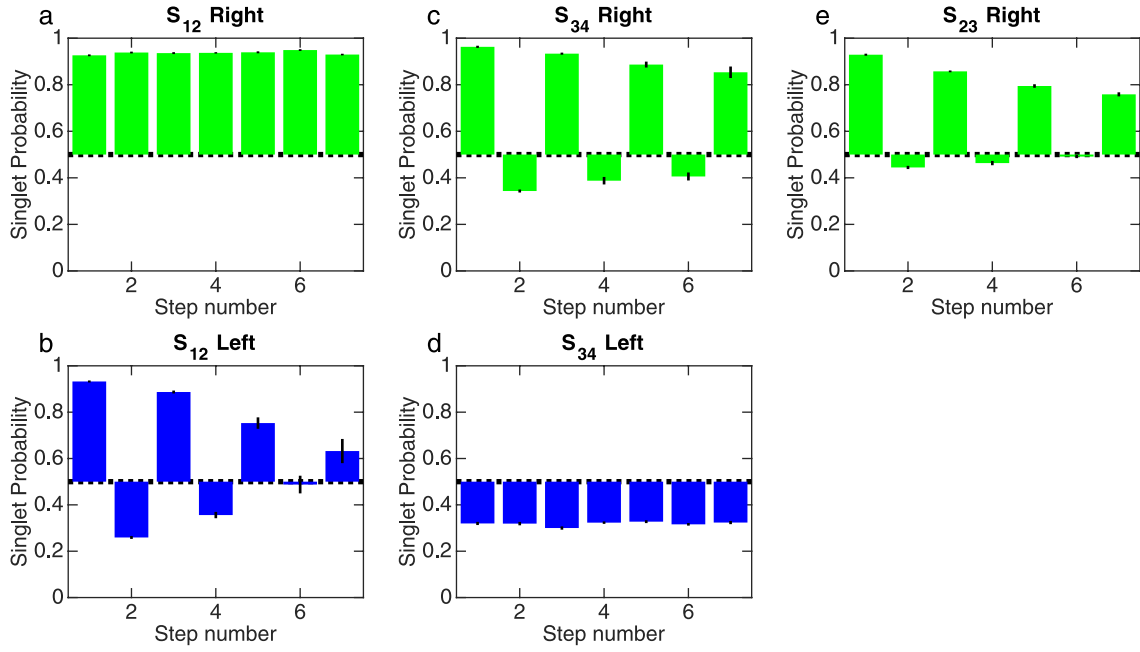 a
S12 Right
1
0.8
0.6
0.4
0.2
0
Singlet Probability
2
4
6
Step number
c
S34 Right
1
0.8
0.6
0.4
0.2
0
Singlet Probability
2
4
6
Step number
e
S23 Right
1
0.8
0.6
0.4
0.2
0
Singlet Probability
2
4
6
Step number
b
S12 Left
1
0.8
0.6
0.4
0.2
0
Singlet Probability
2
4
6
Step number
d
S34 Left
1
0.8
0.6
0.4
0.2
0
Singlet Probability
2
4
6
Step number